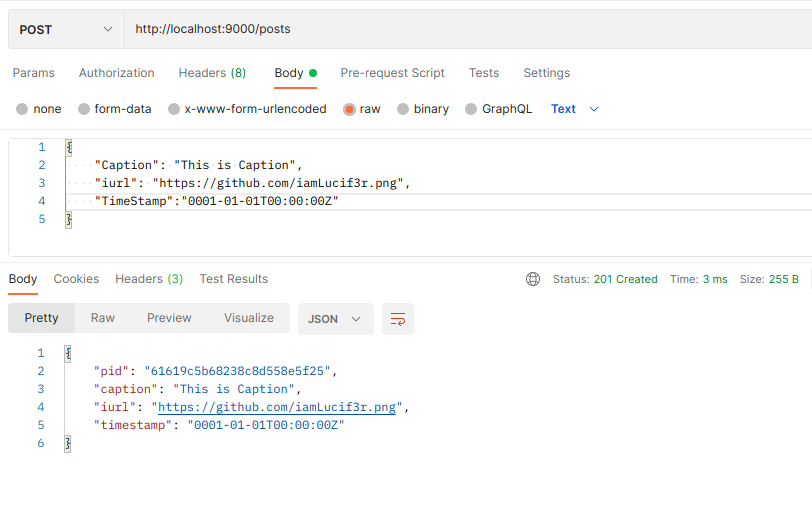 POST http://localhost:9000/posts
Params Authorization Headers (8) Body Pre-request Script Tests Settings
none form-data x-www-form-urlencoded raw binary GraphQL Text
1 {
2 "Caption": "This is Caption",
3 "iurl": "https://github.com/iamLucif3r.png",
4 "TimeStamp":"0001-01-01T00:00:00Z"
5 }
Body Cookies Headers (3) Test Results Status: 201 Created Time: 3 ms Size: 255 B
Pretty Raw Preview Visualize JSON
1 {
2 "pid": "61619c5b68238c8d558e5f25",
3 "caption": "This is Caption",
4 "iurl": "https://github.com/iamLucif3r.png",
5 "timestamp": "0001-01-01T00:00:00Z"
6 }